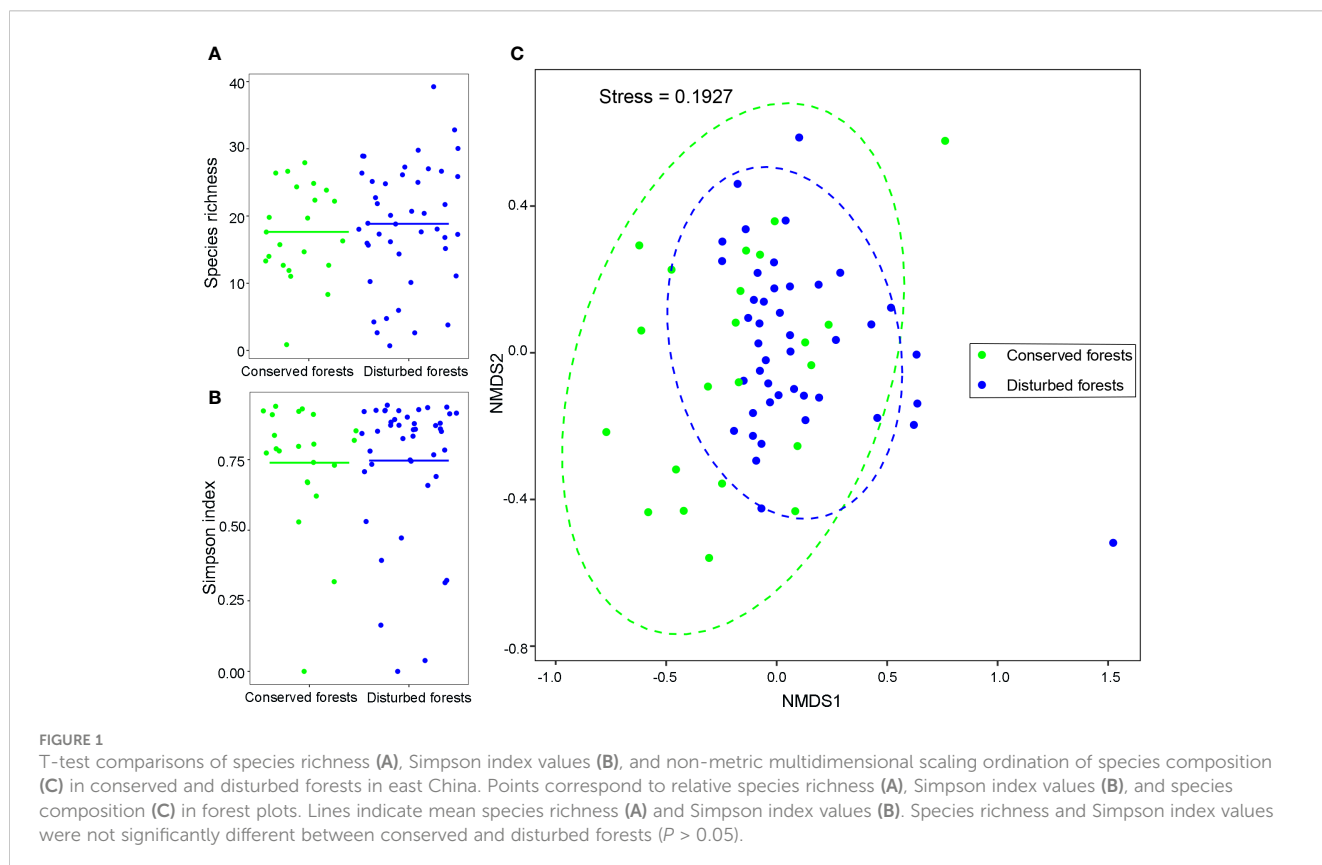 A
Species richness
40
30
20
10
0
Conserved forests Disturbed forests
B
Simpson index
0.75
0.50
0.25
0.00
Conserved forests Disturbed forests
C
Stress = 0.1927
NMDS2
0.4
0.0
-0.4
-0.8
-1.0 -0.5 0.0 0.5 1.0 1.5
NMDS1
Conserved forests
Disturbed forests
FIGURE 1
T-test comparisons of species richness (A), Simpson index values (B), and non-metric multidimensional scaling ordination of species composition
(C) in conserved and disturbed forests in east China. Points correspond to relative species richness (A), Simpson index values (B), and species
composition (C) in forest plots. Lines indicate mean species richness (A) and Simpson index values (B). Species richness and Simpson index values
were not significantly different between conserved and disturbed forests (P > 0.05).